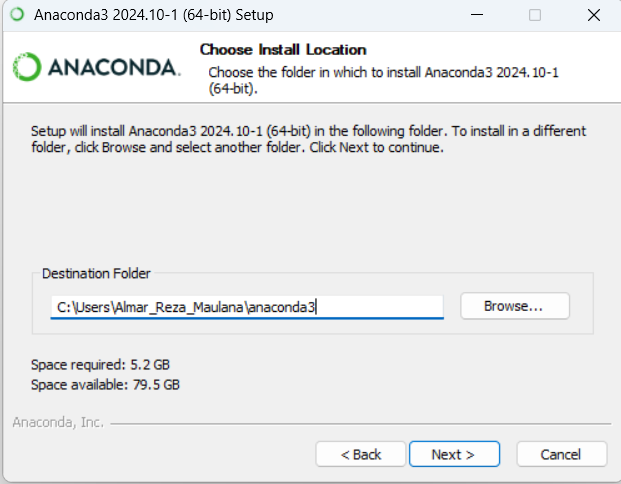 Anaconda3 2024.10-1 (64-bit) Setup
ANACONDA.
Choose Install Location
Choose the folder in which to install Anaconda3 2024.10-1
(64-bit).
Setup will install Anaconda3 2024.10-1 (64-bit) in the following folder. To install in a different
folder, click Browse and select another folder. Click Next to continue.
Destination Folder
C:\Users\Almar_Reza_Maulana\anaconda3
Browse...
Space required: 5.2 GB
Space available: 79.5 GB
Anaconda, Inc.
< Back
Next >
Cancel